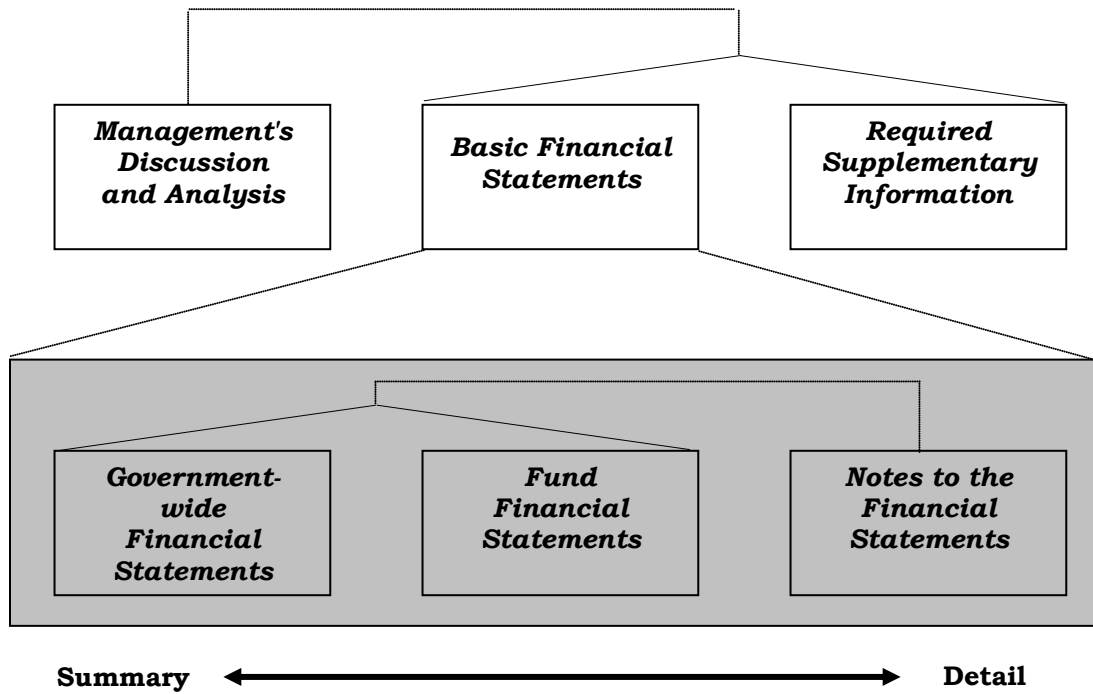 Management's
Discussion
and Analysis
Basic Financial
Statements
Required
Supplementary
Information
Government-
wide
Financial
Statements
Fund
Financial
Statements
Notes to the
Financial
Statements
Summary
Detail